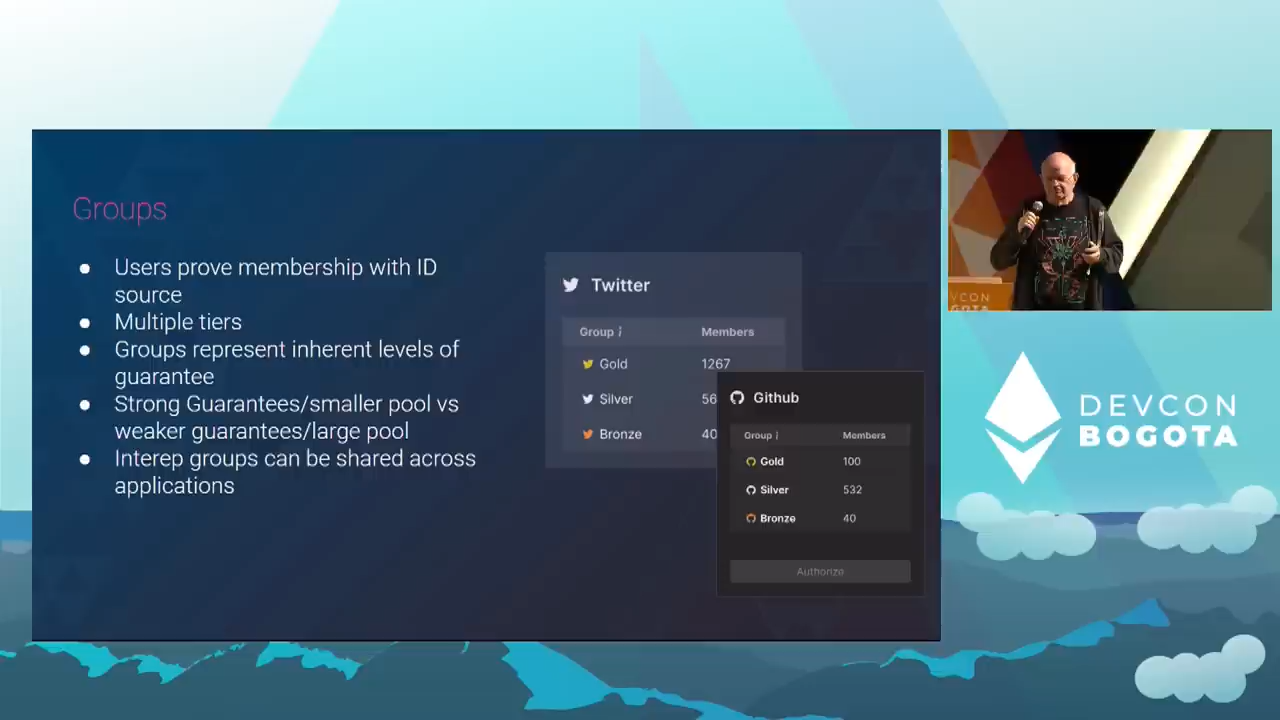 Groups
● Users prove membership with ID
source
● Multiple tiers
● Groups represent inherent levels of
guarantee
● Strong Guarantees/smaller pool vs
weaker guarantees/large pool
● Interep groups can be shared across
applications
Twitter
Group Members
Gold 1267
Silver 56
Bronze 40
Github
Group Members
Gold 100
Silver 532
Bronze 40
Authorize
DEVCON
BOGOTA